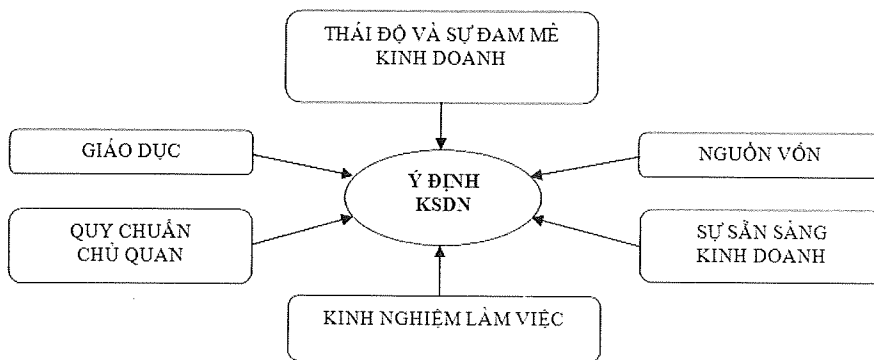 THÁI ĐỘ VÀ SỰ ĐAM MÊ
KINH DOANH
GIÁO DỤC
NGUỒN VỐN
Ý ĐỊNH
KSDN
QUY CHUẨN
CHỦ QUAN
SỰ SẴN SÀNG
KINH DOANH
KINH NGHIỆM LÀM VIỆC